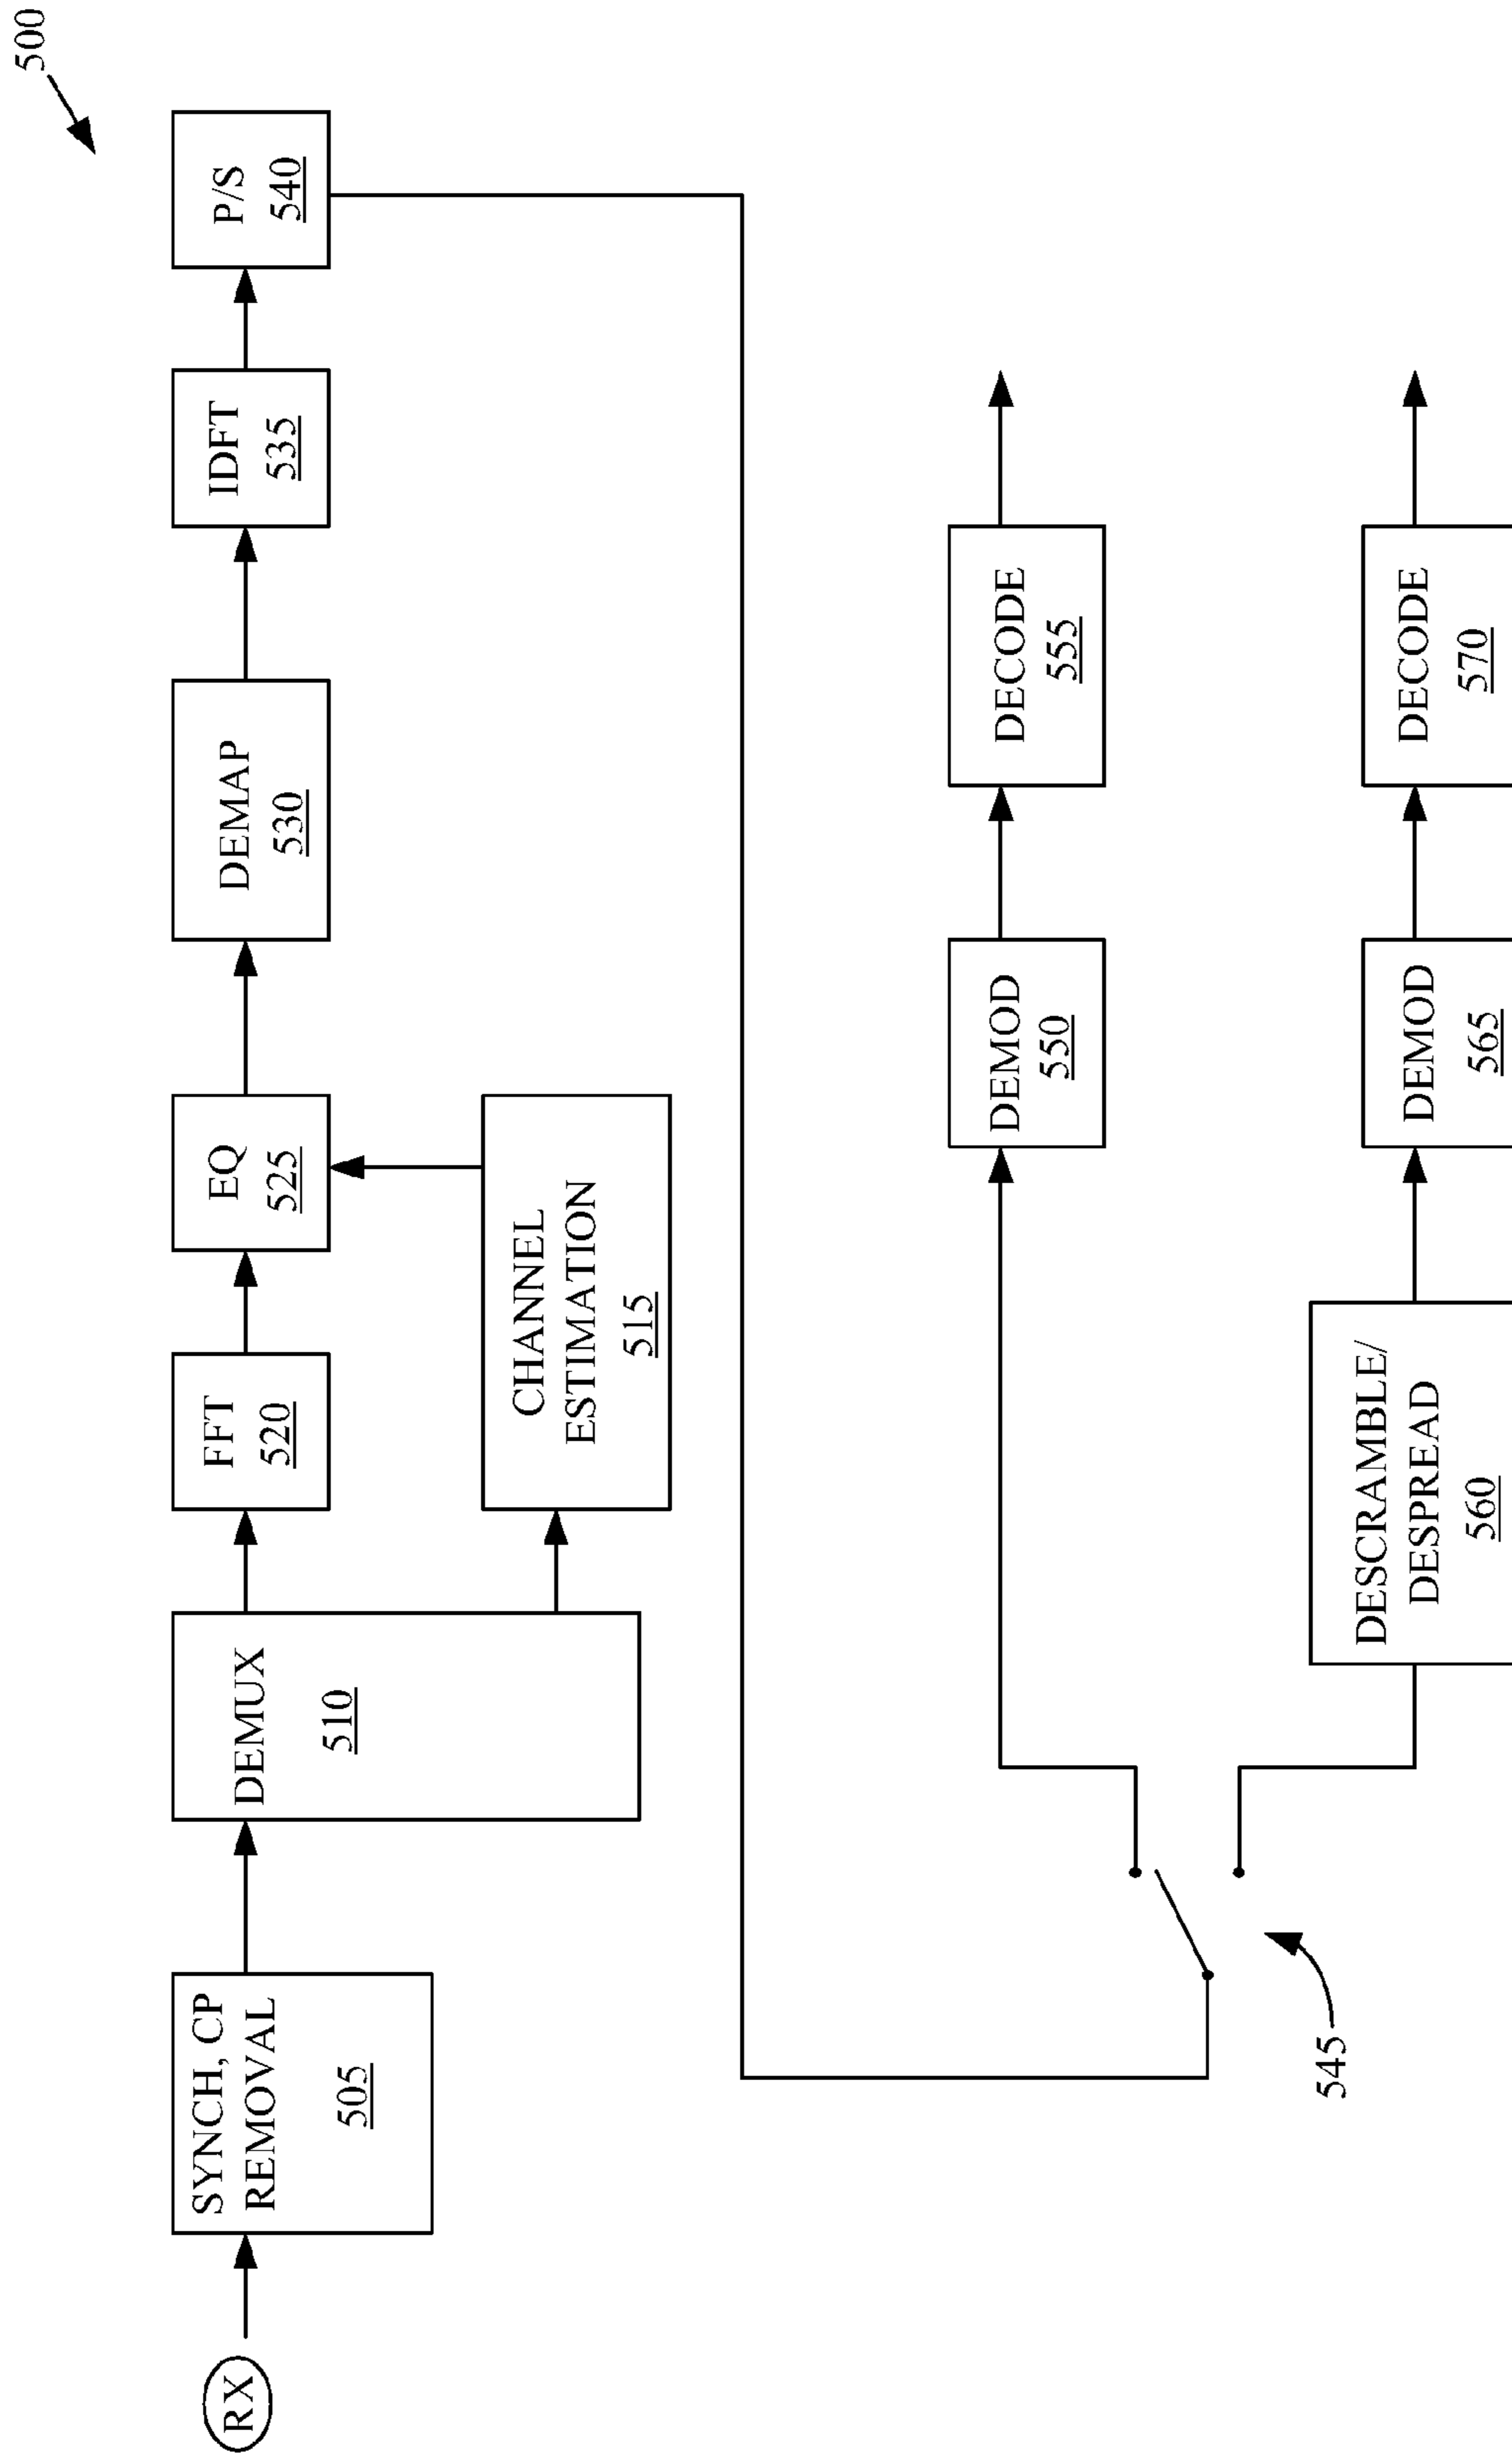 500
RX
SYNCH, CP
REMOVAL
505
DEMUX
510
FFT
520
EQ
525
DEMAP
530
IDFT
535
P/S
540
CHANNEL
ESTIMATION
515
545
DEMOD
550
DECODE
555
DESCRAMBLE/
DESPREAD
560
DEMOD
565
DECODE
570